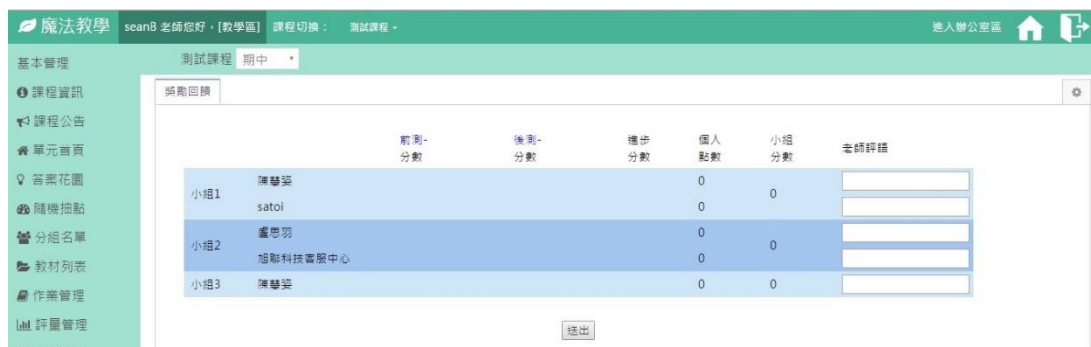 魔法教學 seanB 老師您好，[教學區] 課程切換： 測試課程 進入辦公室區
基本管理
課程資訊
課程公告
單元首頁
答案花園
隨機抽點
分組名單
教材列表
作業管理
評量管理
測試課程 期中
獎勵回饋
前測- 後測- 進步 個人 小組 老師評語
分數 分數 分數 點數 分數
小組1 陳慧姿 0 0
satoi 0
小組2 盧思羽 0 0
旭聯科技客服中心 0
小組3 陳慧姿 0 0
送出